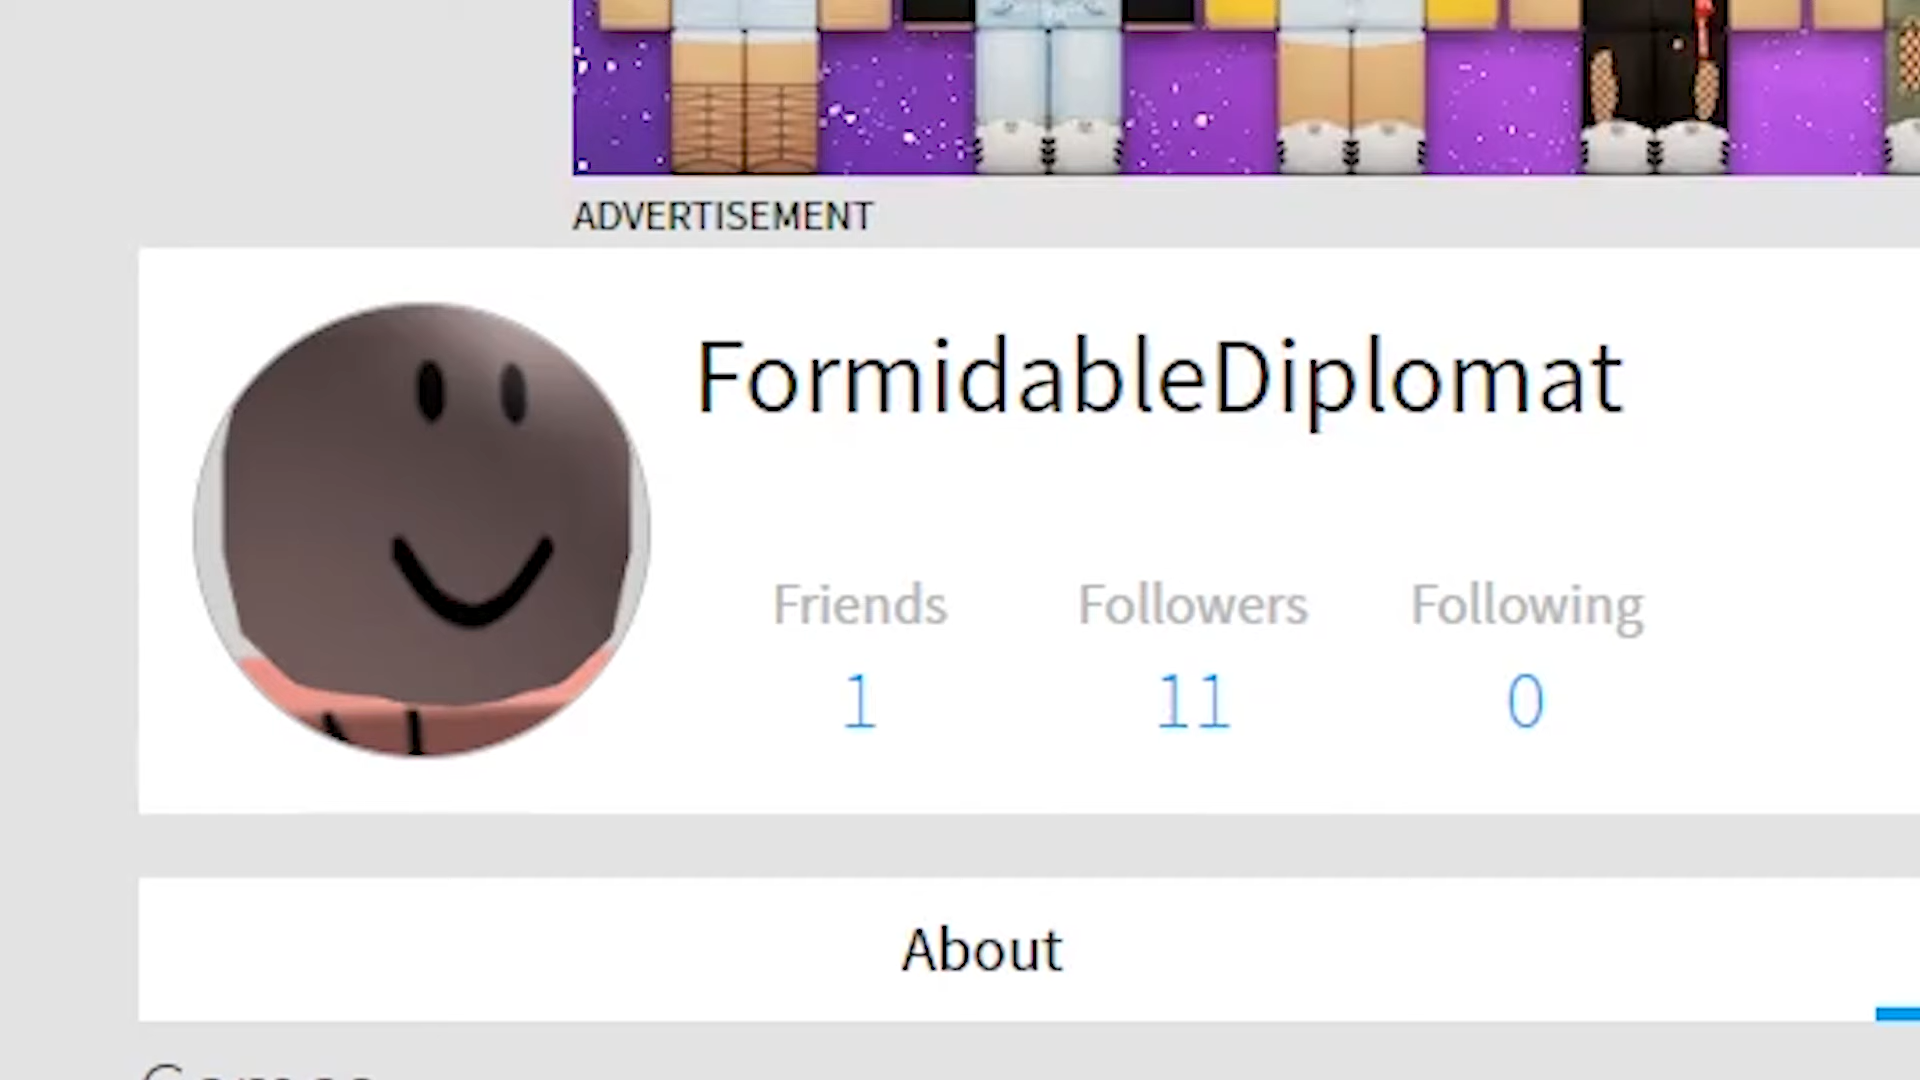 ADVERTISEMENT
FormidableDiplomat
Friends Followers Following
1 11 0
About